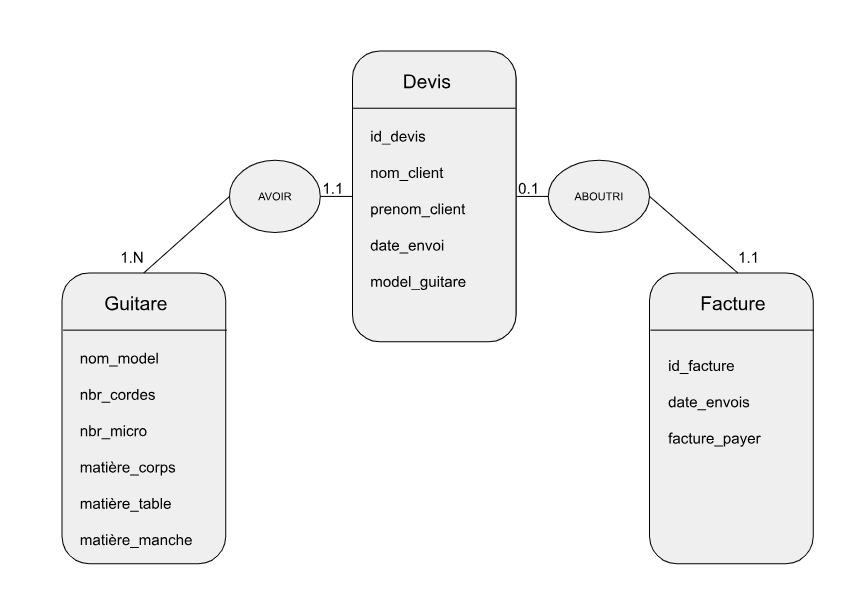 Devis
id_devis
nom_client
prenom_client
date_envoi
model_guitare
AVOIR
1.1
0.1
ABOUTRI
1.N
1.1
Guitare
nom_model
nbr_cordes
nbr_micro
matière_corps
matière_table
matière_manche
Facture
id_facture
date_envois
facture_payer